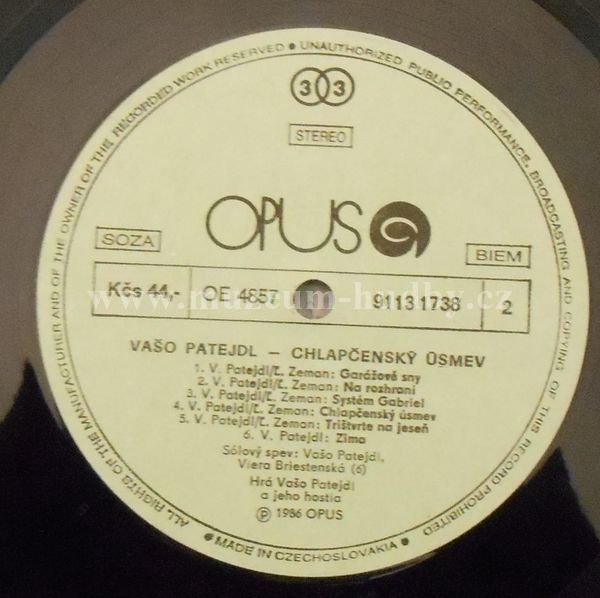 ALL RIGHTS OF THE MANUFACTURER AND OF THE OWNER OF THE RECORDED WORK RESERVED ● UNAUTHORIZED PUBLIC PERFORMANCE, BROADCASTING AND COPYING OF THIS RECORD PROHIBITED
33
STEREO
OPUS
SOZA
BIEM
Kčs 44,- OE 4857 9113 1738 2
www.muzeum-hudby.cz
VAŠO PATEJDL – CHLAPČENSKÝ ÚSMEV
1. V. Patejdl/Ľ. Zeman: Garážové sny
2. V. Patejdl/Ľ. Zeman: Na rozhraní
3. V. Patejdl/Ľ. Zeman: Systém Gabriel
4. V. Patejdl/Ľ. Zeman: Chlapčenský úsmev
5. V. Patejdl/Ľ. Zeman: Trištvrte na jeseň
6. V. Patejdl: Zima
Sólový spev: Vašo Patejdl,
Viera Briestenská (6)
Hrá Vašo Patejdl
a jeho hostia
Ⓟ 1986 OPUS
● MADE IN CZECHOSLOVAKIA ●